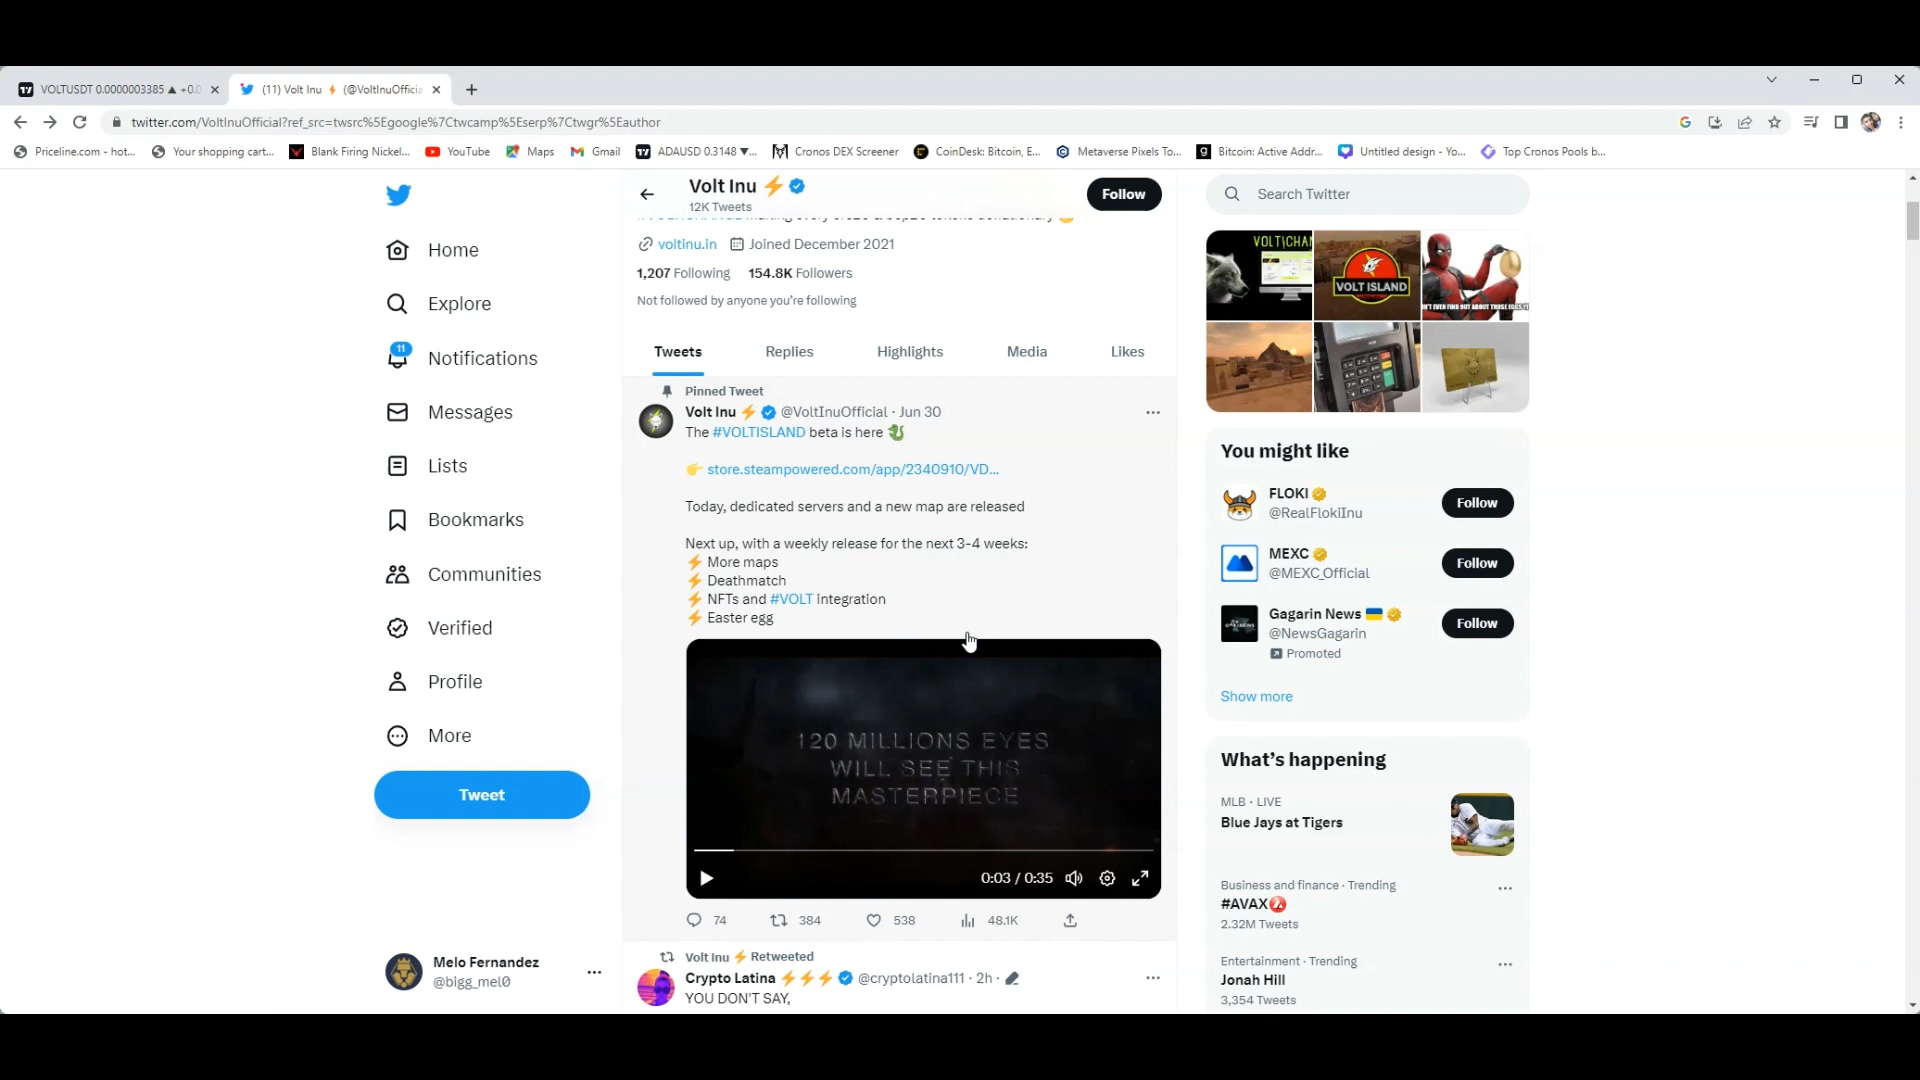 VOLTUSDT 0.0000003385 ▲ +0.0
(11) Volt Inu ⚡ (@VoltInuOfficia
twitter.com/VoltInuOfficial?ref_src=twsrc%5Egoogle%7Ctwcamp%5Eserp%7Ctwgr%5Eauthor
Priceline.com - hot...
Your shopping cart...
Blank Firing Nickel...
YouTube
Maps
Gmail
ADAUSD 0.3148 ▼...
Cronos DEX Screener
CoinDesk: Bitcoin, E...
Metaverse Pixels To...
Bitcoin: Active Addr...
Untitled design - Yo...
Top Cronos Pools b...
Home
Explore
11
Notifications
Messages
Lists
Bookmarks
Communities
Verified
Profile
More
Tweet
Melo Fernandez
@bigg_mel0
Volt Inu ⚡
12K Tweets
Follow
voltinu.in Joined December 2021
1,207 Following 154.8K Followers
Not followed by anyone you're following
Tweets Replies Highlights Media Likes
Pinned Tweet
Volt Inu ⚡ @VoltInuOfficial · Jun 30
The #VOLTISLAND beta is here 🐉
👉 store.steampowered.com/app/2340910/VD...
Today, dedicated servers and a new map are released
Next up, with a weekly release for the next 3-4 weeks:
⚡ More maps
⚡ Deathmatch
⚡ NFTs and #VOLT integration
⚡ Easter egg
120 MILLIONS EYES
WILL SEE THIS
MASTERPIECE
0:03 / 0:35
74 384 538 48.1K
Volt Inu ⚡ Retweeted
Crypto Latina ⚡⚡⚡ @cryptolatina111 · 2h ·
YOU DON'T SAY,
Search Twitter
VOLT ISLAND
You might like
FLOKI
@RealFlokiInu
Follow
MEXC
@MEXC_Official
Follow
Gagarin News 🇺🇦
@NewsGagarin
Promoted
Follow
Show more
What's happening
MLB · LIVE
Blue Jays at Tigers
Business and finance · Trending
#AVAX
2.32M Tweets
Entertainment · Trending
Jonah Hill
3,354 Tweets